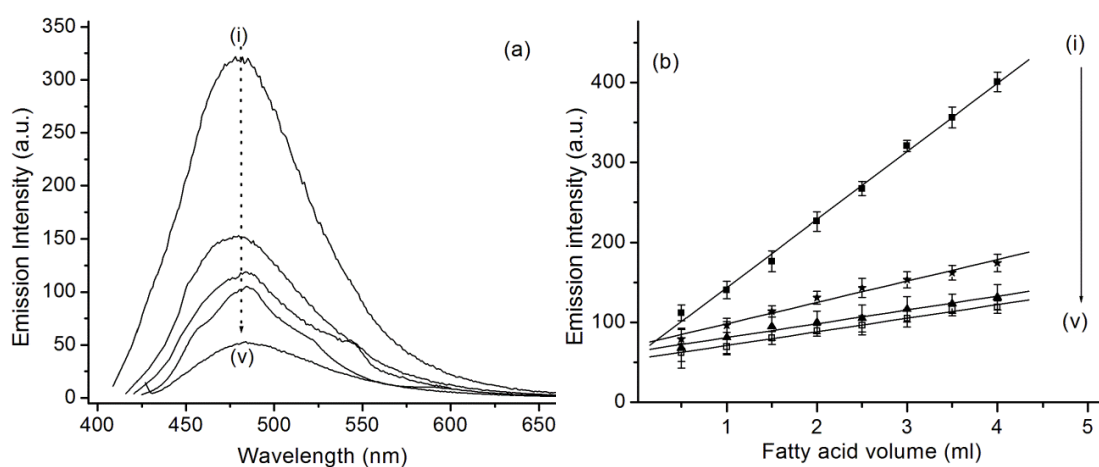 350
300
250
200
150
100
50
0
Emission Intensity (a.u.)
(i)
(a)
(v)
400 450 500 550 600 650
Wavelength (nm)
400
300
200
100
0
Emission intensity (a.u.)
(b)
(i)
(v)
1 2 3 4 5
Fatty acid volume (ml)